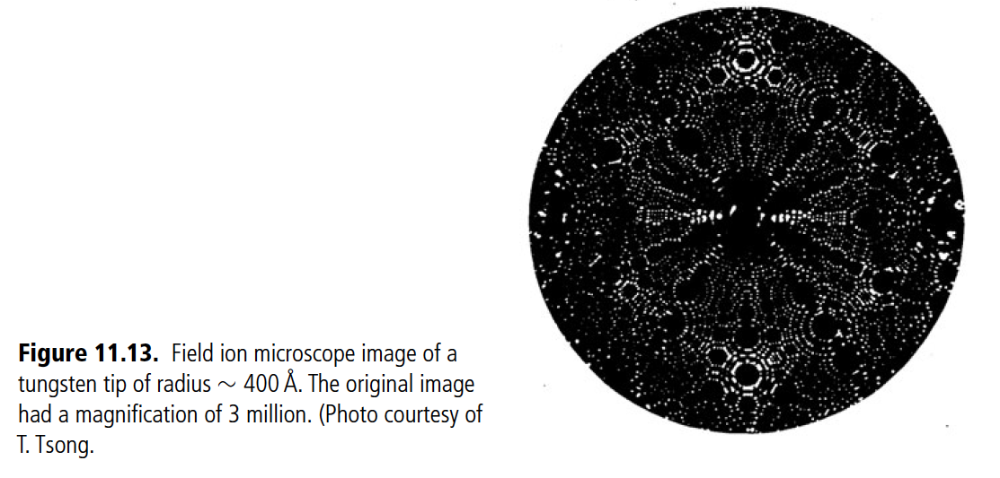 Figure 11.13. Field ion microscope image of a
tungsten tip of radius ∼ 400 Å. The original image
had a magnification of 3 million. (Photo courtesy of
T. Tsong.